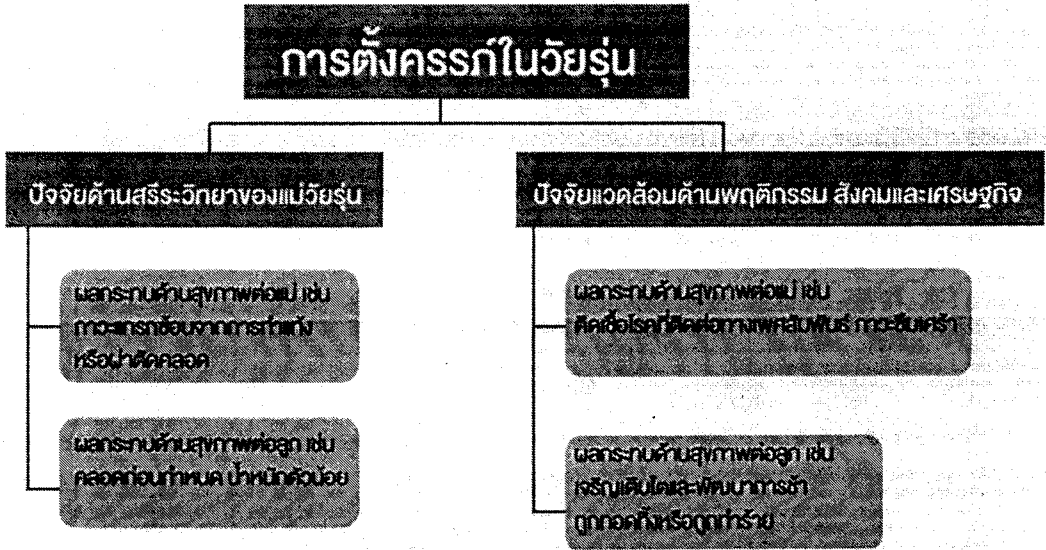 การตั้งครรภ์ในวัยรุ่น
ปัจจัยด้านสรีระวิทยาของแม่วัยรุ่น
ผลกระทบด้านสุขภาพต่อแม่ เช่น
ภาวะแทรกซ้อนจากการทำแท้ง
หรือผ่าตัดคลอด
ผลกระทบด้านสุขภาพต่อลูก เช่น
คลอดก่อนกำหนด น้ำหนักตัวน้อย
ปัจจัยแวดล้อมด้านพฤติกรรม สังคมและเศรษฐกิจ
ผลกระทบด้านสุขภาพต่อแม่ เช่น
ติดเชื้อโรคที่ติดต่อทางเพศสัมพันธ์ ภาวะซึมเศร้า
ผลกระทบด้านสุขภาพต่อลูก เช่น
เจริญเติบโตและพัฒนาการช้า
ถูกทอดทิ้งหรือถูกทำร้าย